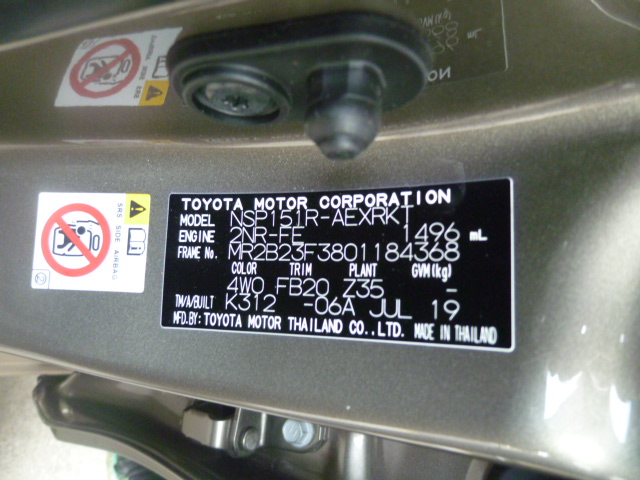 SRS SIDE AIRBAG
TOYOTA MOTOR CORPORATION
MODEL NSP151R-AEXRKT
ENGINE 2NR-FE 1496 mL
FRAME No. MR2B23F3801184368
COLOR TRIM PLANT GVM(kg)
4W0 FB20 Z35 -
T/A/BUILT K312 -06A JUL 19
MFD.BY: TOYOTA MOTOR THAILAND CO.,LTD. MADE IN THAILAND